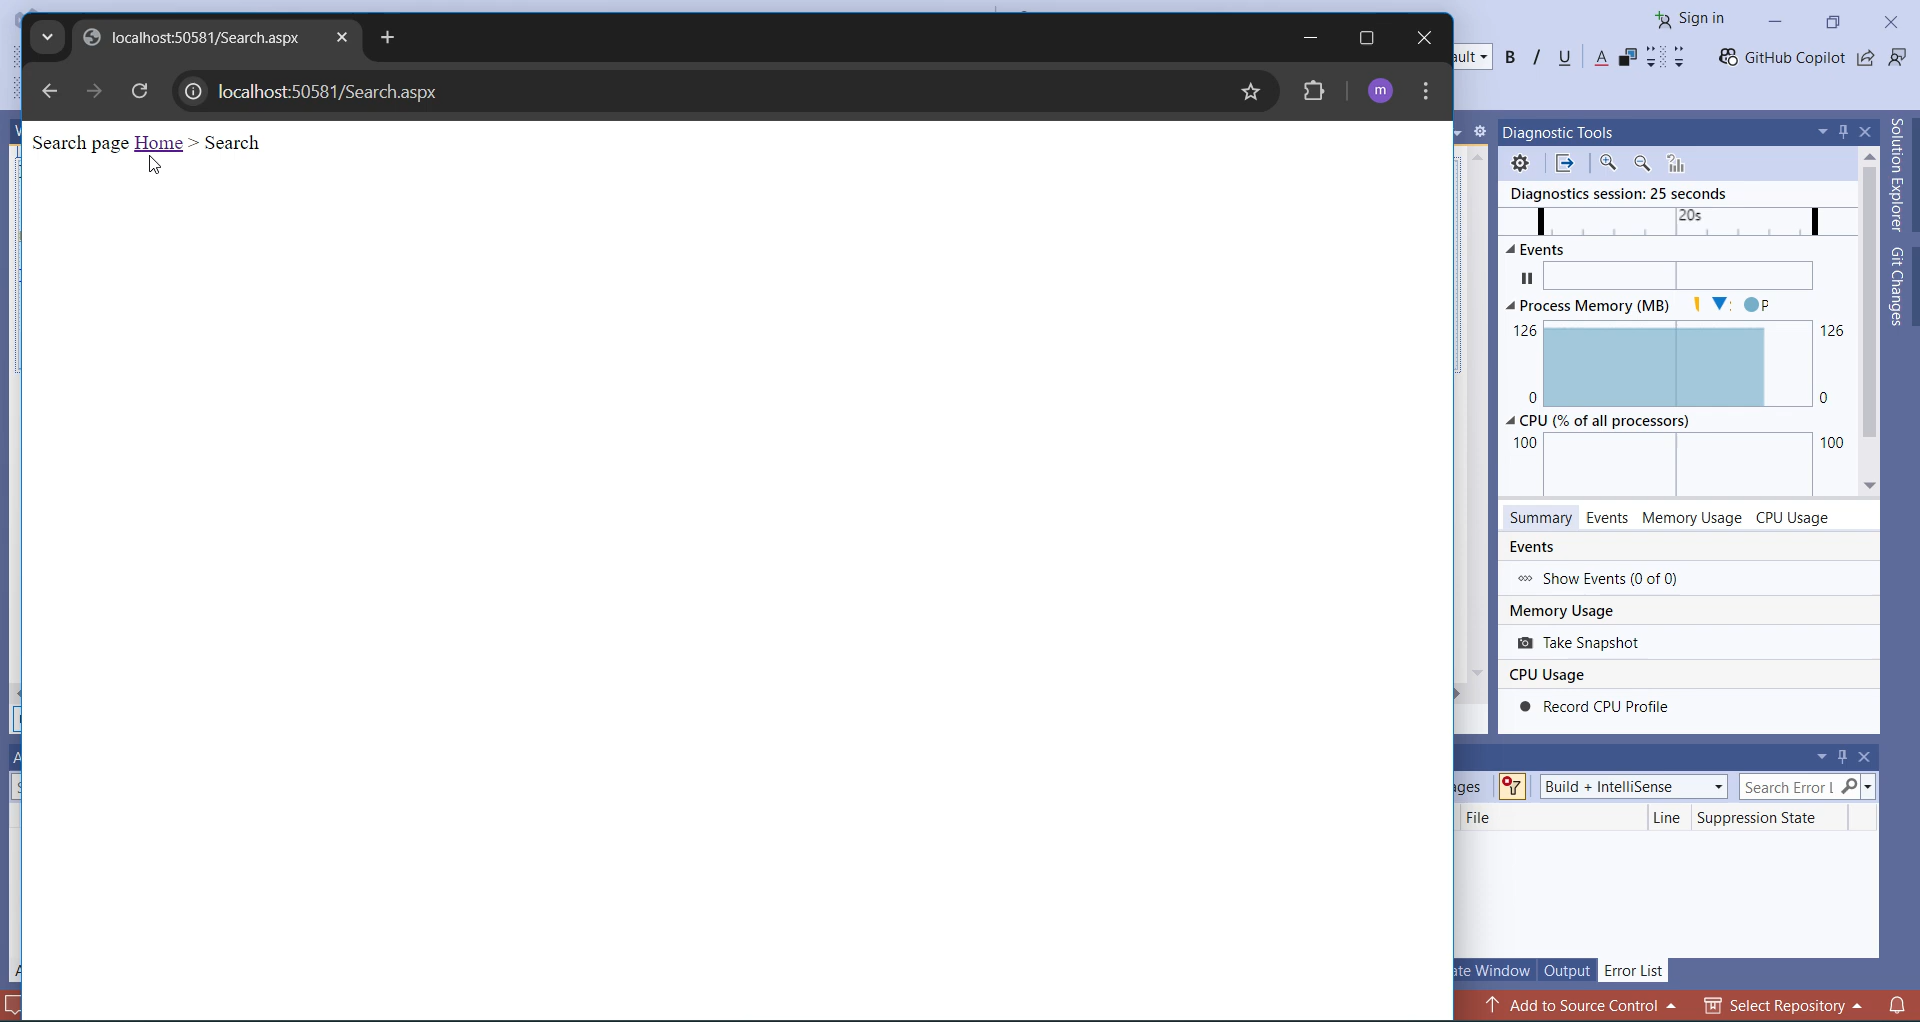 Sign in
localhost:50581/Search.aspx
B I U A GitHub Copilot
localhost:50581/Search.aspx
m
Search page Home > Search
Diagnostic Tools
Diagnostics session: 25 seconds
20s
Events
Process Memory (MB) P
126 126
0 0
CPU (% of all processors)
100 100
Summary Events Memory Usage CPU Usage
Events
Show Events (0 of 0)
Memory Usage
Take Snapshot
CPU Usage
Record CPU Profile
Solution Explorer
Git Changes
Build + IntelliSense
Search Error L
File Line Suppression State
Window Output Error List
Add to Source Control Select Repository